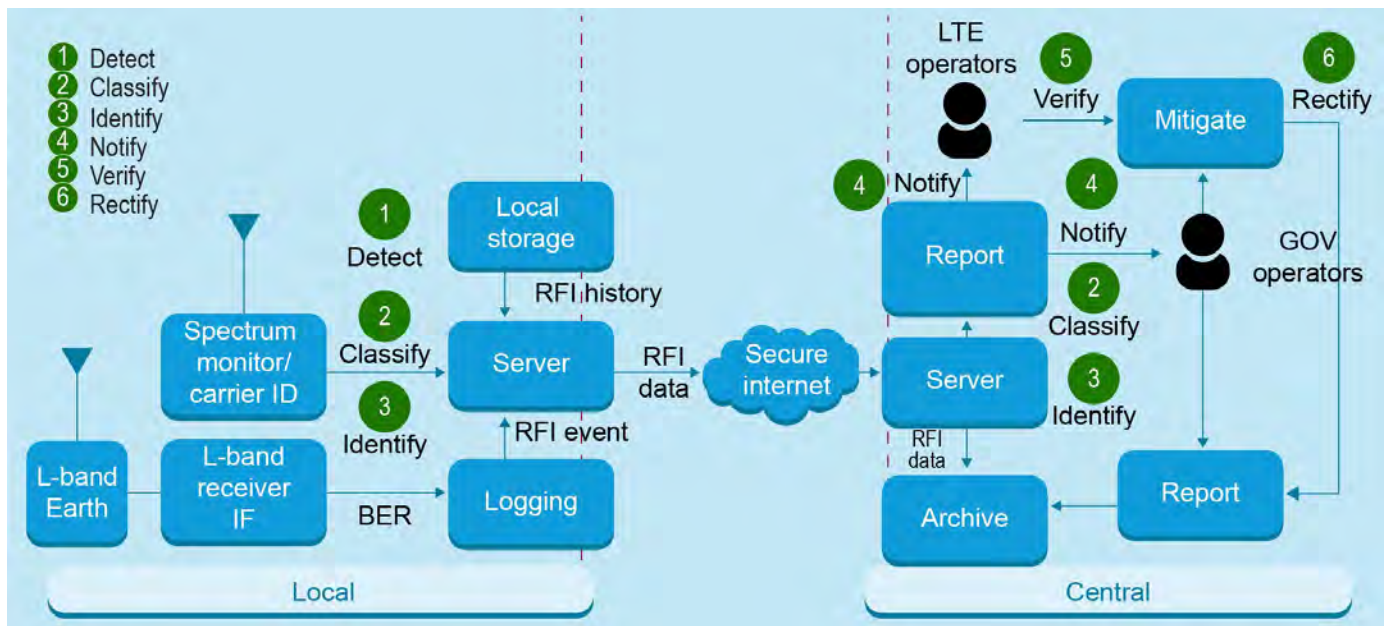 1 Detect
2 Classify
3 Identify
4 Notify
5 Verify
6 Rectify
1
Detect
Local
storage
RFI history
2
Classify
Spectrum
monitor/
carrier ID
Server
RFI
data
3
Identify
RFI event
L-band
Earth
L-band
receiver
IF
BER
Logging
Local
Secure
internet
LTE
operators
5
Verify
Mitigate
6
Rectify
4 Notify
4
Notify
Report
GOV
operators
2
Classify
Server
3
Identify
RFI
data
Archive
Report
Central